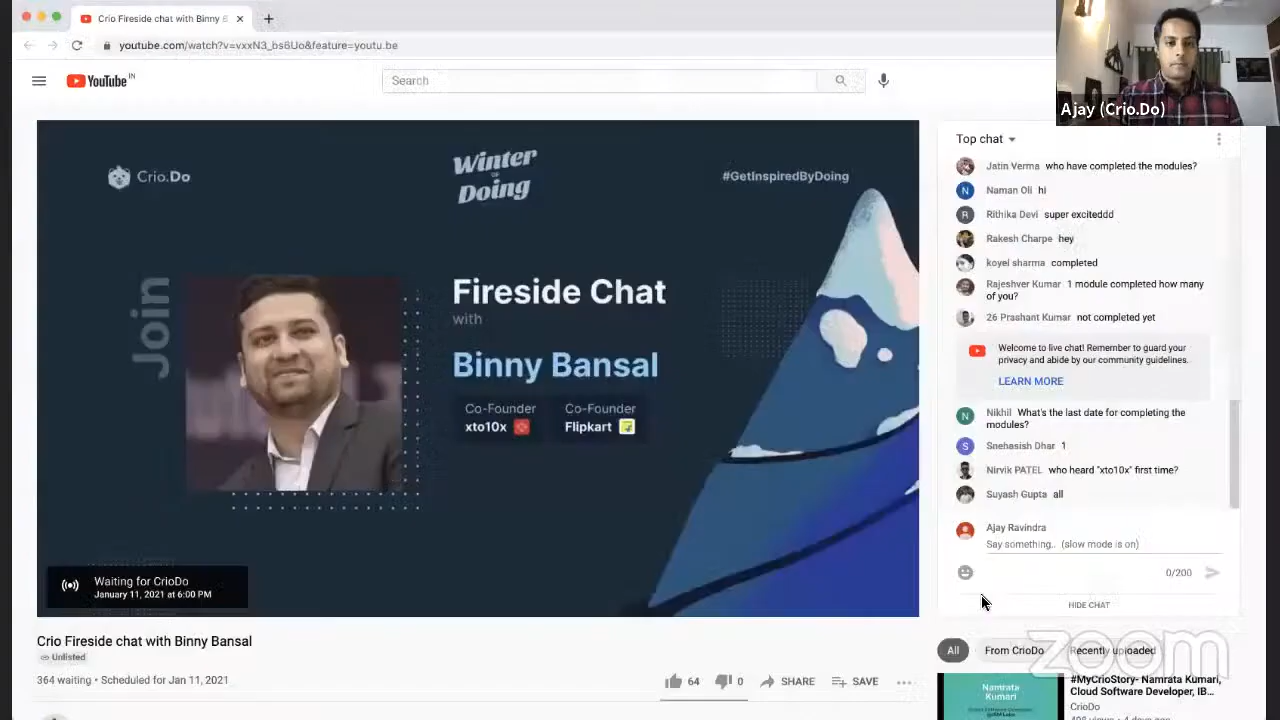 Crio Fireside chat with Binny B
youtube.com/watch?v=vxxN3_bs6Uo&feature=youtu.be
YouTube IN
Search
Ajay (Crio.Do)
Crio.Do
Winter
OF
Doing
#GetInspiredByDoing
Join
Fireside Chat
with
Binny Bansal
Co-Founder
xto10x
Co-Founder
Flipkart
Waiting for CrioDo
January 11, 2021 at 6:00 PM
Crio Fireside chat with Binny Bansal
Unlisted
364 waiting • Scheduled for Jan 11, 2021
64
0
SHARE
SAVE
Top chat
Jatin Verma who have completed the modules?
N Naman Oli hi
R Rithika Devi super exciteddd
Rakesh Charpe hey
koyel sharma completed
Rajeshver Kumar 1 module completed how many
of you?
26 Prashant Kumar not completed yet
Welcome to live chat! Remember to guard your
privacy and abide by our community guidelines.
LEARN MORE
N Nikhil What's the last date for completing the
modules?
S Snehasish Dhar 1
Nirvik PATEL who heard "xto10x" first time?
Suyash Gupta all
Ajay Ravindra
Say something... (slow mode is on)
0/200
HIDE CHAT
zoom
All
From CrioDo
Recently uploaded
Namrata
Kumari
#MyCrioStory- Namrata Kumari,
Cloud Software Developer, IB...
CrioDo